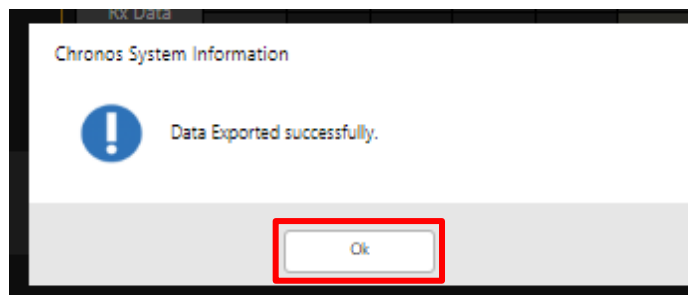 Rx Data
Chronos System Information
Data Exported successfully.
Ok